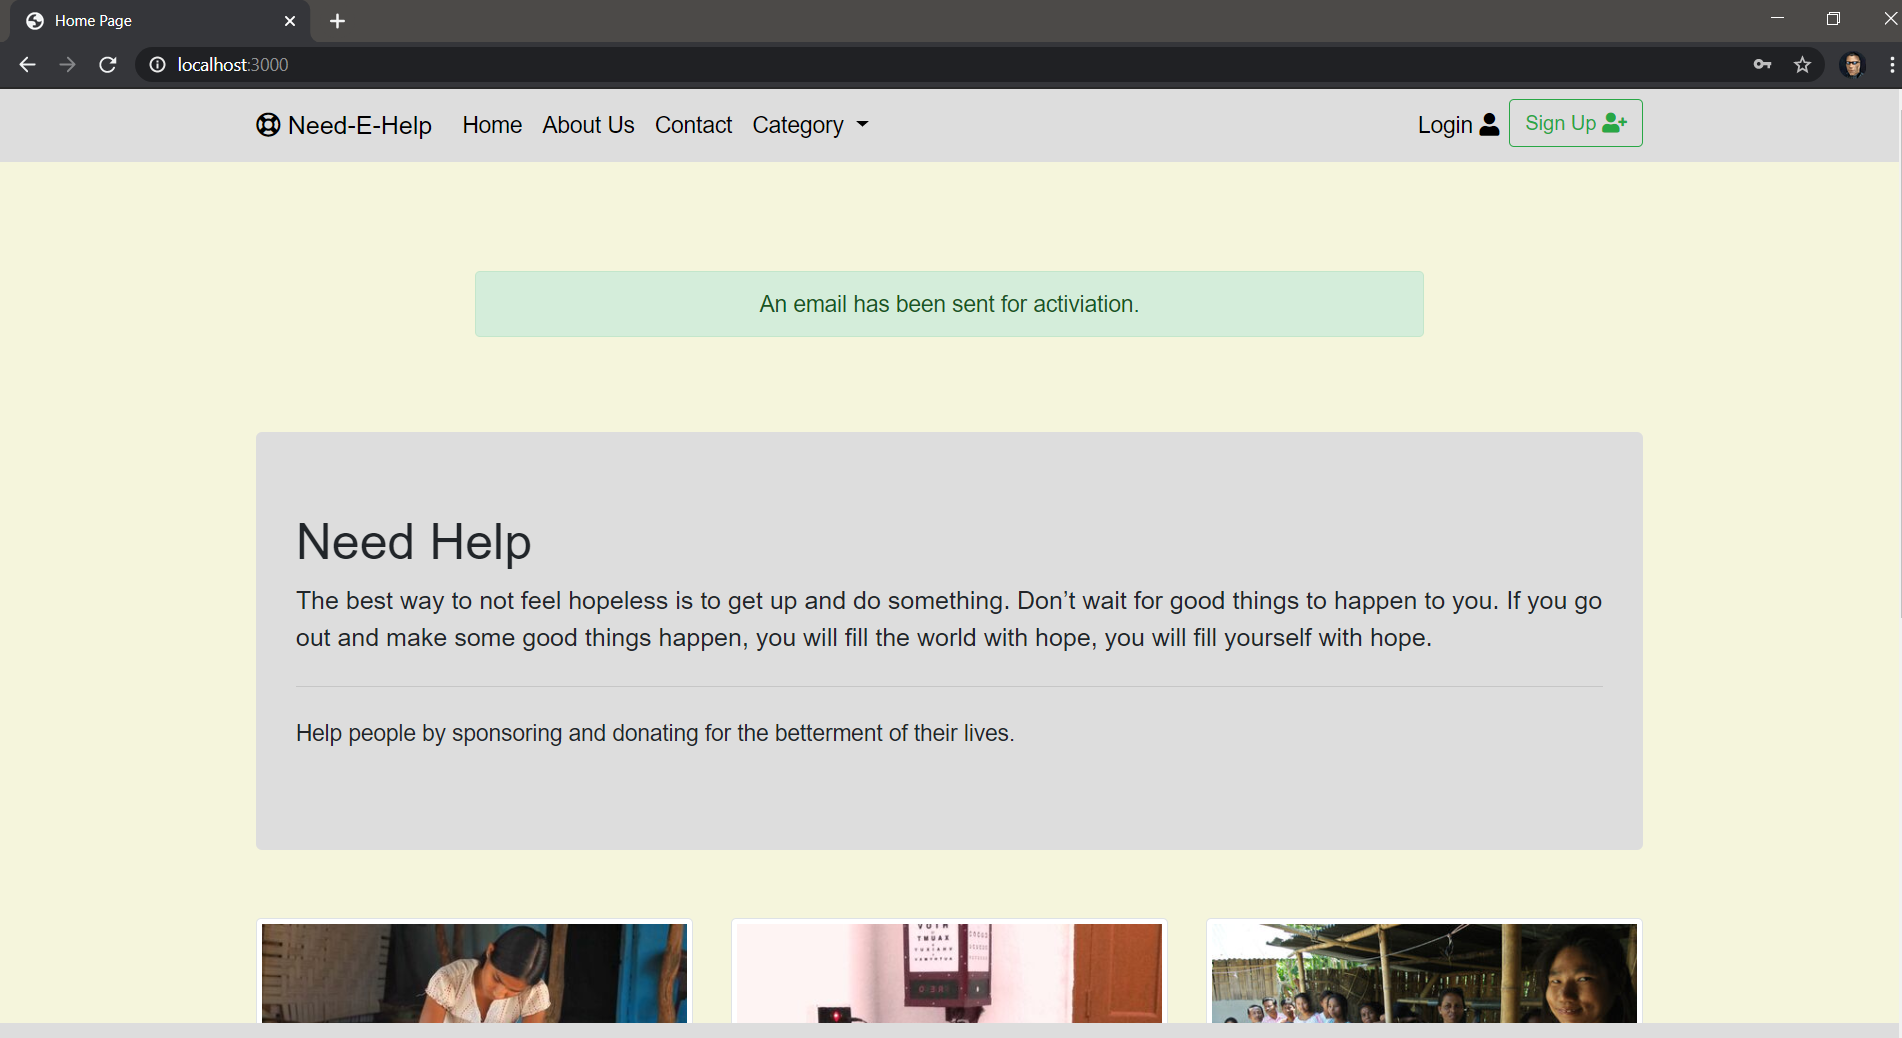 Home Page
localhost:3000
Need-E-Help Home About Us Contact Category Login Sign Up
An email has been sent for activiation.
Need Help
The best way to not feel hopeless is to get up and do something. Don’t wait for good things to happen to you. If you go
out and make some good things happen, you will fill the world with hope, you will fill yourself with hope.
Help people by sponsoring and donating for the betterment of their lives.
TMUAX